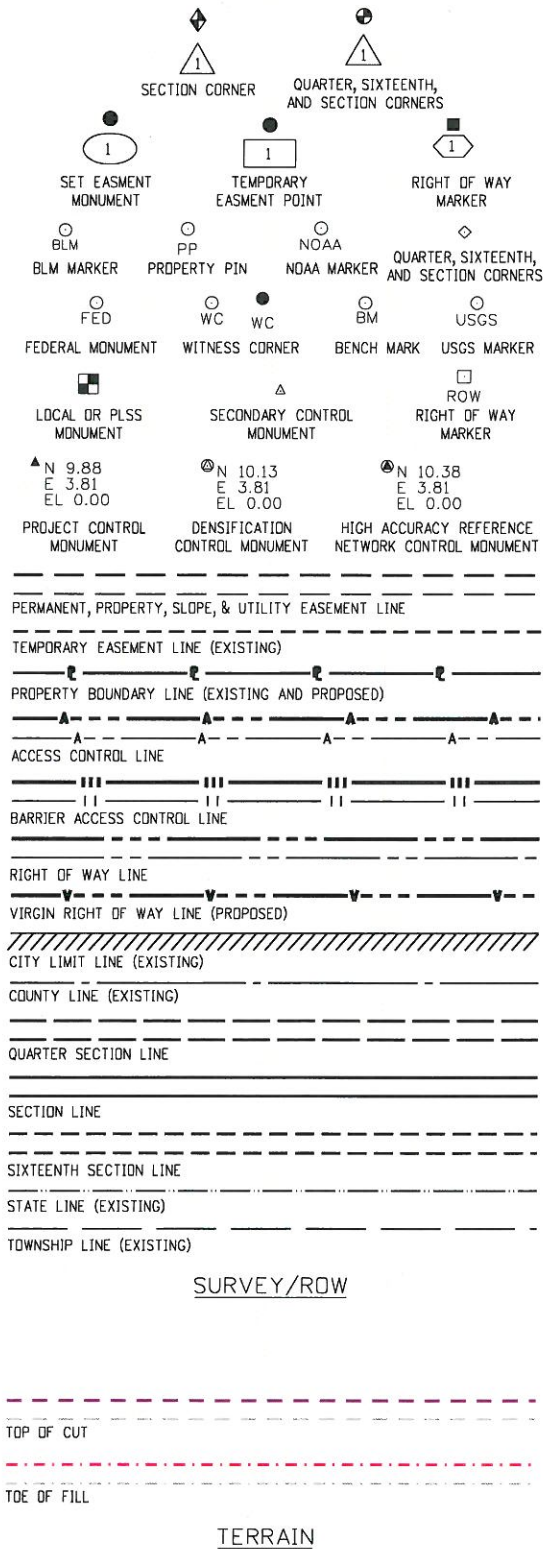 1
1
SECTION CORNER
QUARTER, SIXTEENTH,
AND SECTION CORNERS
1
1
1
SET EASMENT
MONUMENT
TEMPORARY
EASMENT POINT
RIGHT OF WAY
MARKER
BLM
PP
NOAA
BLM MARKER
PROPERTY PIN
NOAA MARKER
QUARTER, SIXTEENTH,
AND SECTION CORNERS
FED
WC
WC
BM
USGS
FEDERAL MONUMENT
WITNESS CORNER
BENCH MARK
USGS MARKER
ROW
LOCAL OR PLSS
MONUMENT
SECONDARY CONTROL
MONUMENT
RIGHT OF WAY
MARKER
N 9.88
E 3.81
EL 0.00
N 10.13
E 3.81
EL 0.00
N 10.38
E 3.81
EL 0.00
PROJECT CONTROL
MONUMENT
DENSIFICATION
CONTROL MONUMENT
HIGH ACCURACY REFERENCE
NETWORK CONTROL MONUMENT
PERMANENT, PROPERTY, SLOPE, & UTILITY EASEMENT LINE
TEMPORARY EASEMENT LINE (EXISTING)
PROPERTY BOUNDARY LINE (EXISTING AND PROPOSED)
A A A A
A A A A
ACCESS CONTROL LINE
BARRIER ACCESS CONTROL LINE
RIGHT OF WAY LINE
V V V V
VIRGIN RIGHT OF WAY LINE (PROPOSED)
CITY LIMIT LINE (EXISTING)
COUNTY LINE (EXISTING)
QUARTER SECTION LINE
SECTION LINE
SIXTEENTH SECTION LINE
STATE LINE (EXISTING)
TOWNSHIP LINE (EXISTING)
SURVEY/ROW
TOP OF CUT
TOE OF FILL
TERRAIN